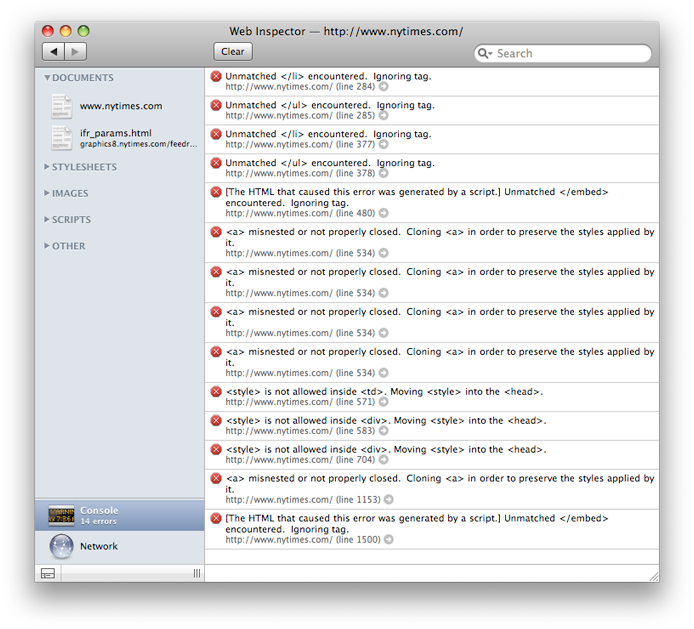 Web Inspector — http://www.nytimes.com/
Clear
Search
DOCUMENTS
www.nytimes.com
ifr_params.html
graphics8.nytimes.com/feedr...
STYLESHEETS
IMAGES
SCRIPTS
OTHER
Console
14 errors
Network
Unmatched </li> encountered. Ignoring tag.
http://www.nytimes.com/ (line 284)
Unmatched </ul> encountered. Ignoring tag.
http://www.nytimes.com/ (line 285)
Unmatched </li> encountered. Ignoring tag.
http://www.nytimes.com/ (line 377)
Unmatched </ul> encountered. Ignoring tag.
http://www.nytimes.com/ (line 378)
[The HTML that caused this error was generated by a script.] Unmatched </embed>
encountered. Ignoring tag.
http://www.nytimes.com/ (line 480)
<a> misnested or not properly closed. Cloning <a> in order to preserve the styles applied by
it.
http://www.nytimes.com/ (line 534)
<a> misnested or not properly closed. Cloning <a> in order to preserve the styles applied by
it.
http://www.nytimes.com/ (line 534)
<a> misnested or not properly closed. Cloning <a> in order to preserve the styles applied by
it.
http://www.nytimes.com/ (line 534)
<a> misnested or not properly closed. Cloning <a> in order to preserve the styles applied by
it.
http://www.nytimes.com/ (line 534)
<style> is not allowed inside <td>. Moving <style> into the <head>.
http://www.nytimes.com/ (line 571)
<style> is not allowed inside <div>. Moving <style> into the <head>.
http://www.nytimes.com/ (line 583)
<style> is not allowed inside <div>. Moving <style> into the <head>.
http://www.nytimes.com/ (line 704)
<a> misnested or not properly closed. Cloning <a> in order to preserve the styles applied by
it.
http://www.nytimes.com/ (line 1153)
[The HTML that caused this error was generated by a script.] Unmatched </embed>
encountered. Ignoring tag.
http://www.nytimes.com/ (line 1500)